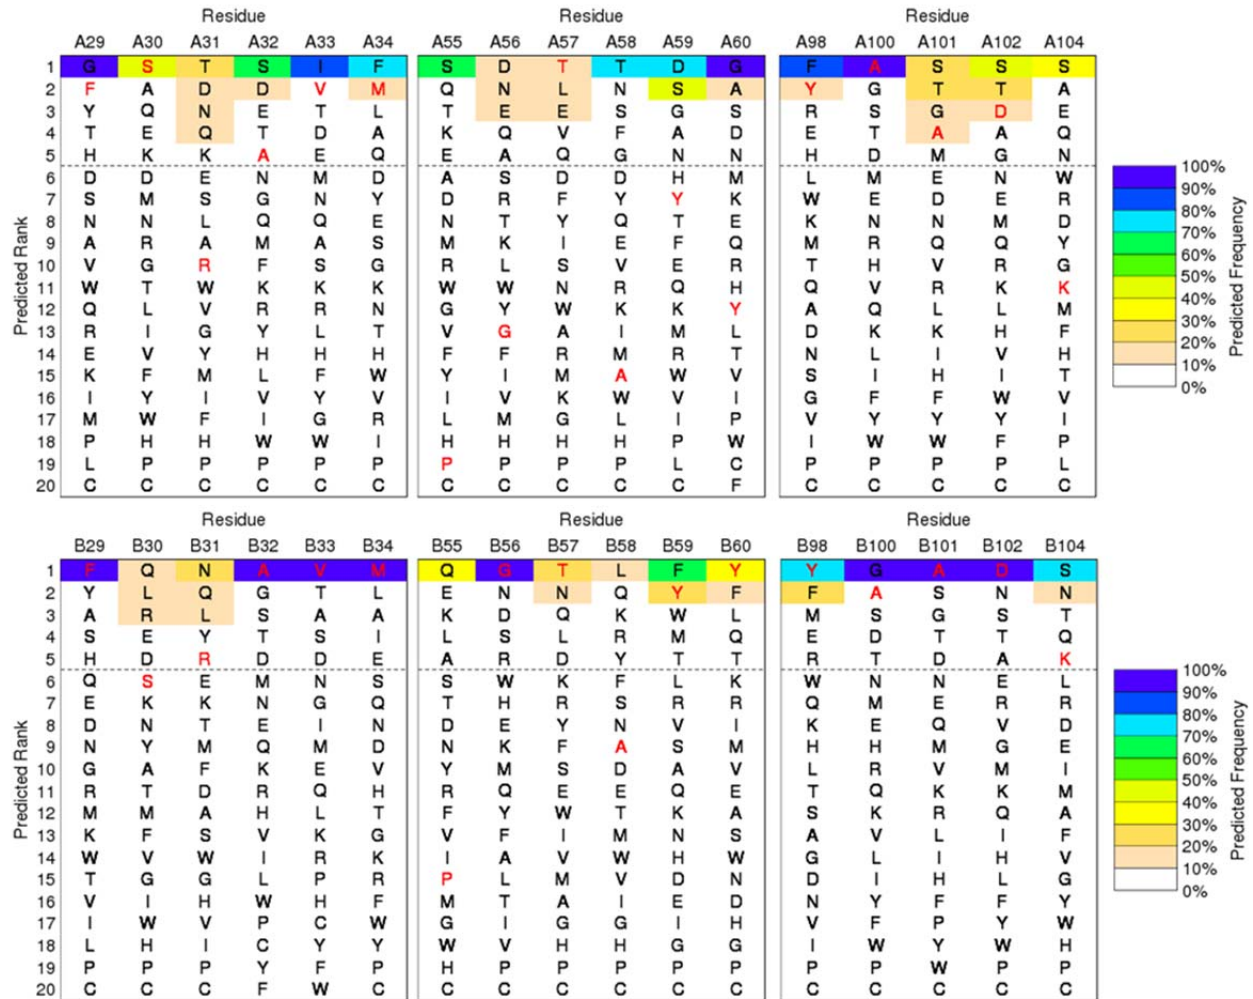 Residue Residue Residue
A29 A30 A31 A32 A33 A34 A55 A56 A57 A58 A59 A60 A98 A100 A101 A102 A104
1 G S T S I F S D T T D G F A S S S
2 F A D D V M Q N L N S A Y G T T A
3 Y Q N E T L T E E S G S R S G D E
4 T E Q T D A K Q V F A D E T A A Q
5 H K K A E Q E A Q G N N H D M G N
6 D D E N M D A S D D H M L M E N W
7 S M S G N Y D R F Y Y K W E D E R
8 N N L Q Q E N T Y Q T E K N N M D
9 A R A M A S M K I E F Q M R Q Q Y
10 V G R F S G R L S V E R T H V R G
11 W T W K K K W W N R Q H Q V R K K
12 Q L V R R N G Y W K K Y A Q L L M
13 R I G Y L T V G A I M L D K K H F
14 E V Y H H H F F R M R T N L I V H
15 K F M L F W Y I M A W V S I H I T
16 I Y I V Y V I V K W V I G F F W V
17 M W F I G R L M G L I P V Y Y Y I
18 P H H W W I H H H H P W I W W F P
19 L P P P P P P P P P L C P P P P L
20 C C C C C C C C C C C F C C C C C
Predicted Rank
100%
90%
80%
70%
60%
50%
40%
30%
20%
10%
0%
Predicted Frequency
Residue Residue Residue
B29 B30 B31 B32 B33 B34 B55 B56 B57 B58 B59 B60 B98 B100 B101 B102 B104
1 F Q N A V M Q G T L F Y Y G A D S
2 Y L Q G T L E N N Q Y F F A S N N
3 A R L S A A K D Q K W L M S G S T
4 S E Y T S I L S L R M Q E D T T Q
5 H D R D D E A R D Y T T R T D A K
6 Q S E M N S S W K F L K W N N E L
7 E K K N G Q T H R S R R Q M E R R
8 D N T E I N D E Y N V I K E Q V D
9 N Y M Q M D N K F A S M H H M G E
10 G A F K E V Y M S D A V L R V M I
11 R T D R Q H R Q E E Q E T Q K K M
12 M M A H L T F Y W T K A S K R Q A
13 K F S V K G V F I M N S A V L I F
14 W V W I R K I A V W H W G L I H V
15 T G G L P R P L M V D N D I H L G
16 V I H W H F M T A I E D N Y F F Y
17 I W V P C W G I G G I H V F P Y W
18 L H I C Y Y W V H H G G I W Y W H
19 P P P Y F P H P P P P P P P W P P
20 C C C F W C C C C C C C C C C C C
Predicted Rank
100%
90%
80%
70%
60%
50%
40%
30%
20%
10%
0%
Predicted Frequency